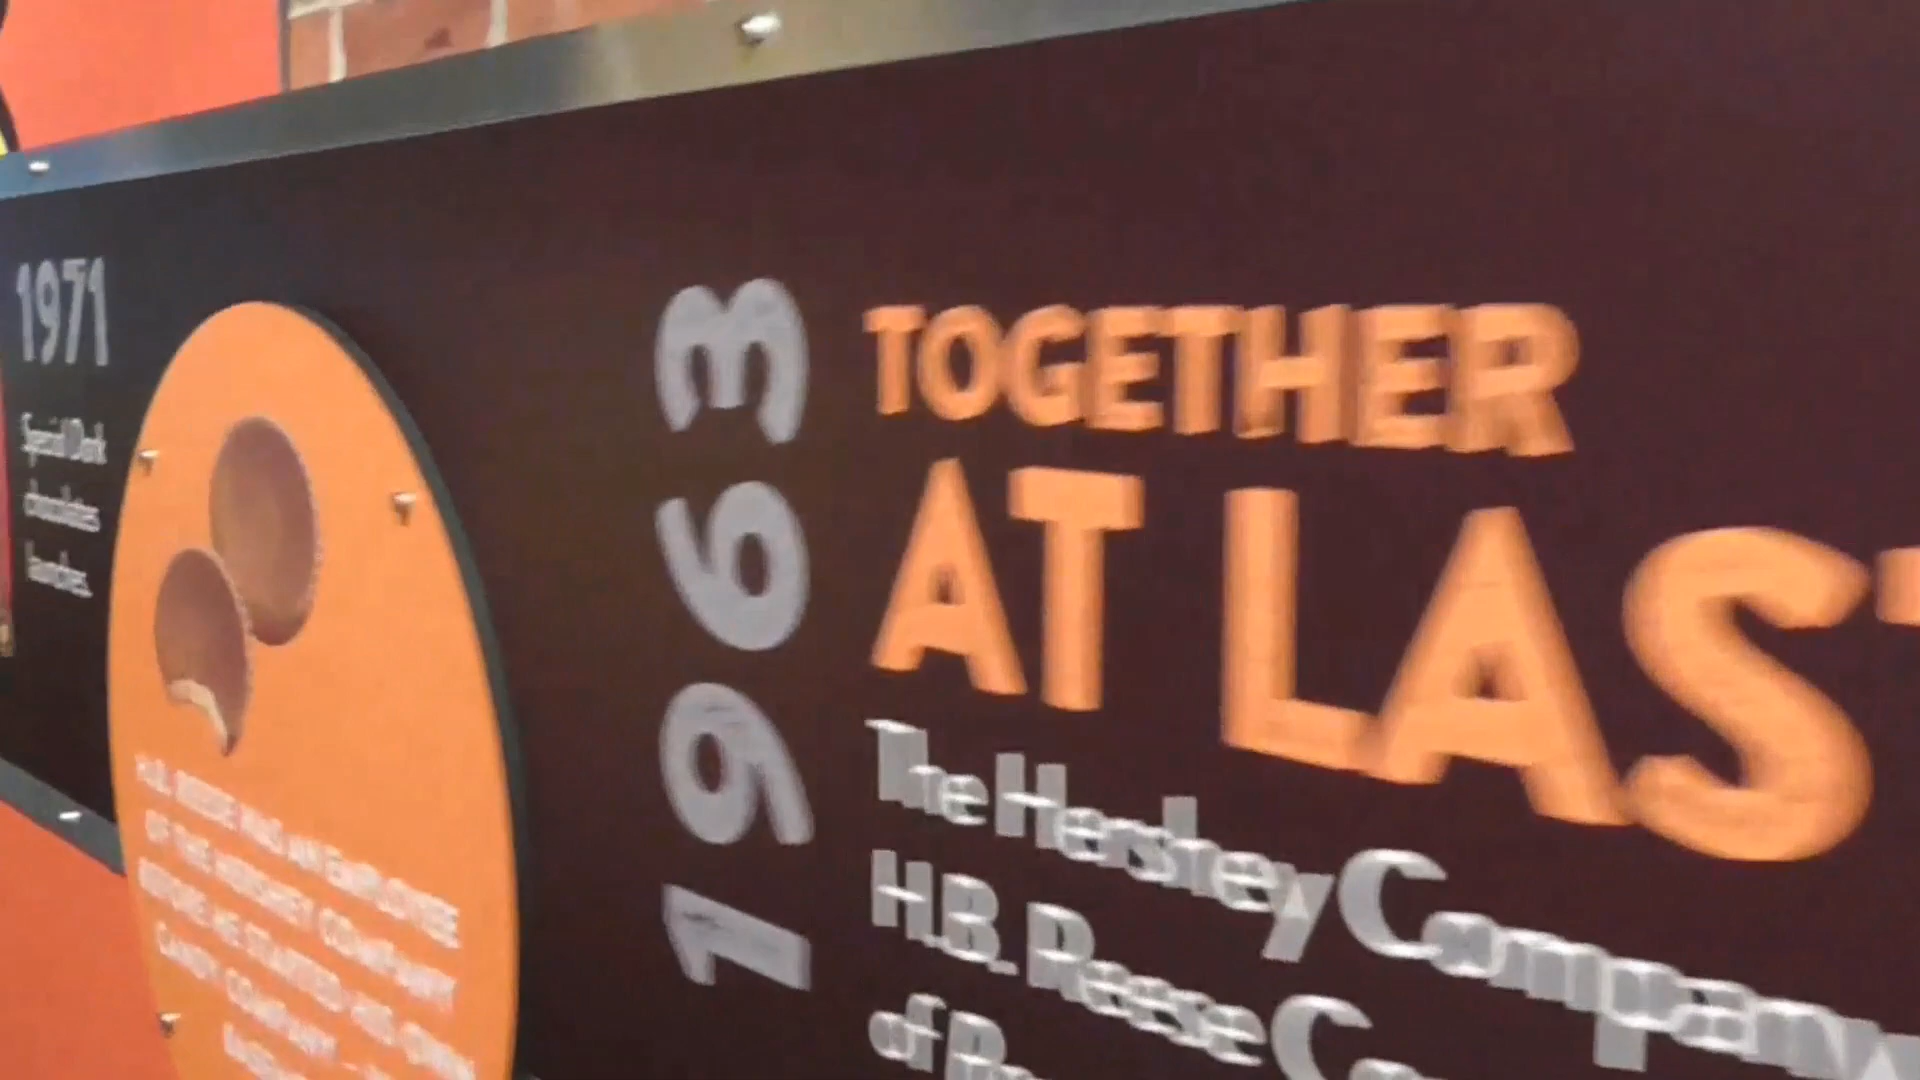 1971
Special Dark
chocolates
launches.
H.B. REESE WAS AN EMPLOYEE
OF THE HERSHEY COMPANY
BEFORE HE STARTED HIS OWN
CANDY COMPANY
1963
TOGETHER
AT LAS
The Hershey Company
H.B. Reese C
of